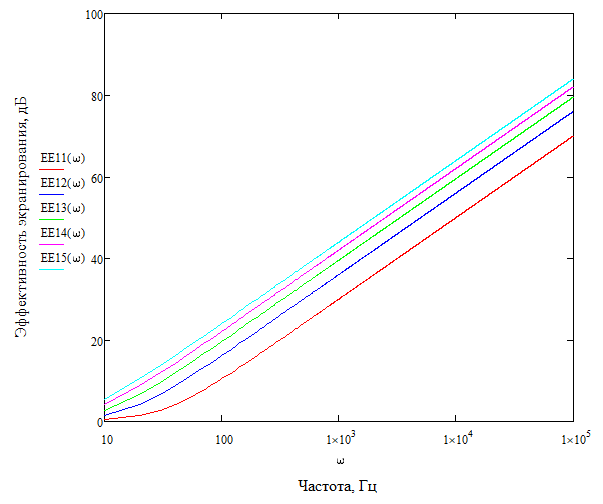 100
80
60
40
20
0
Эффективность экранирования, дБ
EE11(ω)
EE12(ω)
EE13(ω)
EE14(ω)
EE15(ω)
10 100 1×10³ 1×10⁴ 1×10⁵
ω
Частота, Гц